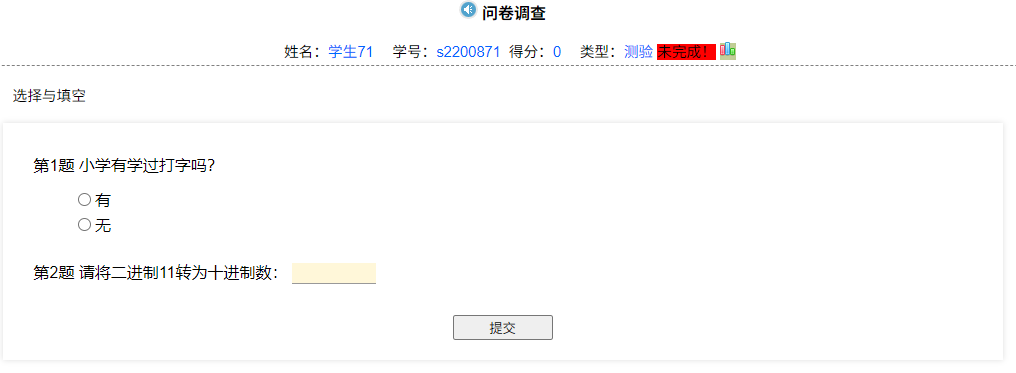 问卷调查
姓名：学生71 学号：s2200871 得分：0 类型：测验 未完成！
选择与填空
第1题 小学有学过打字吗？
有
无
第2题 请将二进制11转为十进制数：
提交